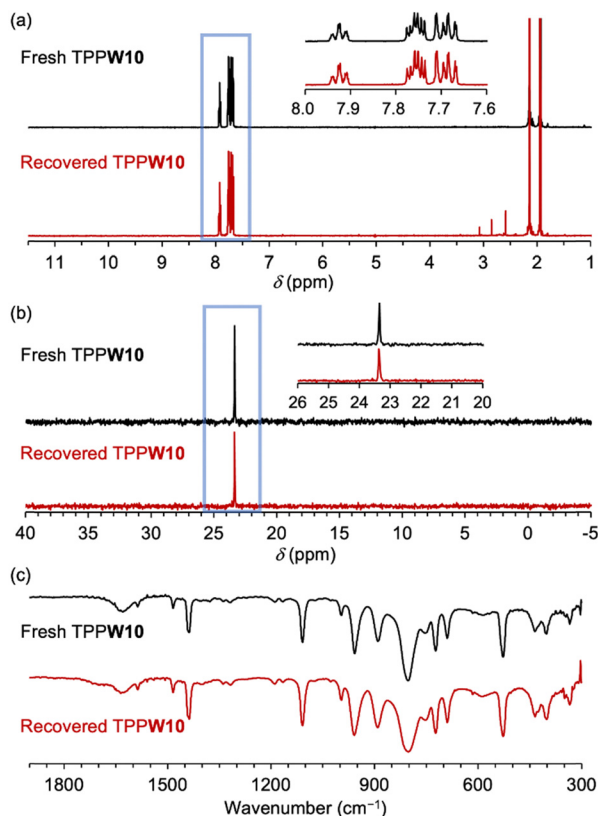 (a)
Fresh TPPW10
8.0 7.9 7.8 7.7 7.6
Recovered TPPW10
11 10 9 8 7 6 5 4 3 2 1
δ (ppm)
(b)
Fresh TPPW10
26 25 24 23 22 21 20
Recovered TPPW10
40 35 30 25 20 15 10 5 0 -5
δ (ppm)
(c)
Fresh TPPW10
Recovered TPPW10
1800 1500 1200 900 600 300
Wavenumber (cm⁻¹)